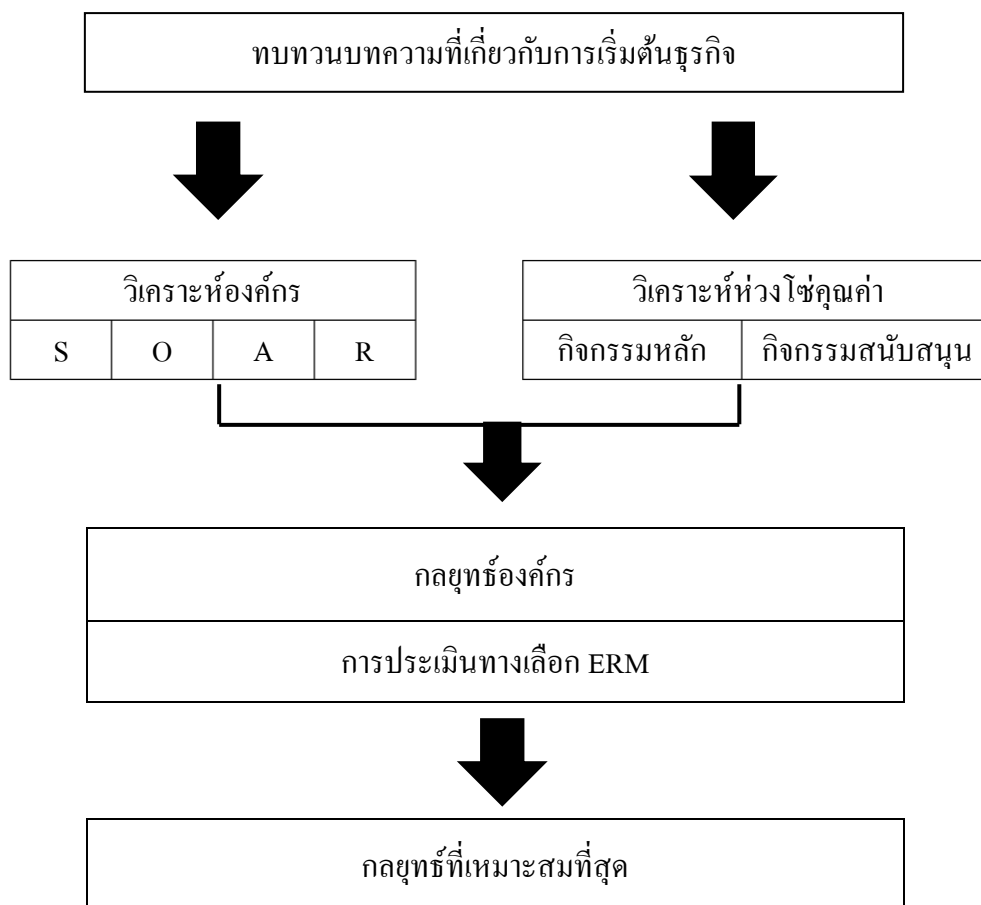 ทบทวนบทความที่เกี่ยวกับการเริ่มต้นธุรกิจ
วิเคราะห์องค์กร
S O A R
วิเคราะห์ห่วงโซ่คุณค่า
กิจกรรมหลัก กิจกรรมสนับสนุน
กลยุทธ์องค์กร
การประเมินทางเลือก ERM
กลยุทธ์ที่เหมาะสมที่สุด